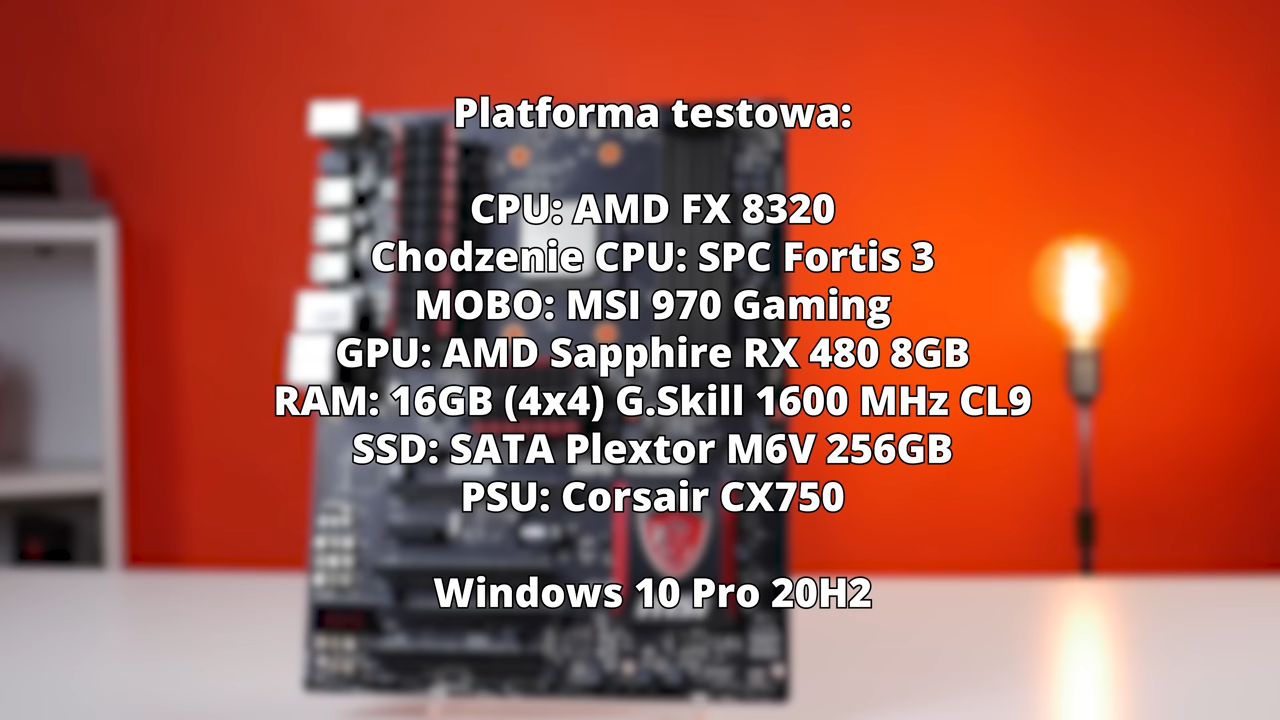 Platforma testowa:
CPU: AMD FX 8320
Chodzenie CPU: SPC Fortis 3
MOBO: MSI 970 Gaming
GPU: AMD Sapphire RX 480 8GB
RAM: 16GB (4x4) G.Skill 1600 MHz CL9
SSD: SATA Plextor M6V 256GB
PSU: Corsair CX750
Windows 10 Pro 20H2